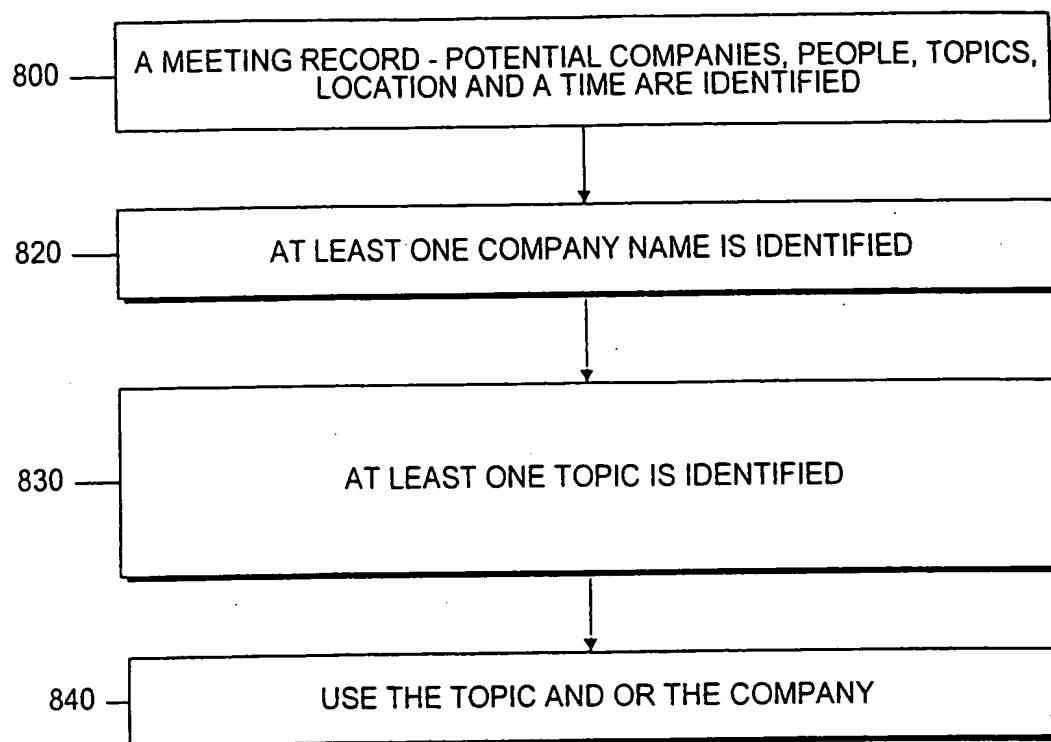 800
A MEETING RECORD - POTENTIAL COMPANIES, PEOPLE, TOPICS,
LOCATION AND A TIME ARE IDENTIFIED
820
AT LEAST ONE COMPANY NAME IS IDENTIFIED
830
AT LEAST ONE TOPIC IS IDENTIFIED
840
USE THE TOPIC AND OR THE COMPANY